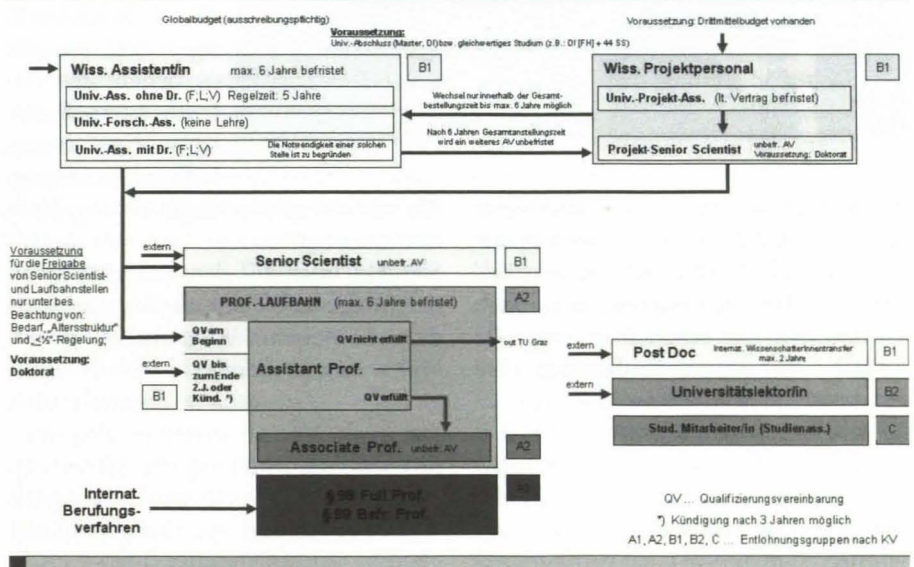 Globalbudget (ausschreibungspflichtig)
Voraussetzung: Drittmittelbudget vorhanden
Voraussetzung:
Univ.-Abschluss (Master, DI) bzw. gleichwertiges Studium (z.B.: DI [FH] + 44 SS)
Wiss. Assistent/in max. 6 Jahre befristet
B1
Univ.-Ass. ohne Dr. (F;L;V) Regelzeit: 5 Jahre
Univ.-Forsch.-Ass. (keine Lehre)
Univ.-Ass. mit Dr. (F;L;V)
Die Notwendigkeit einer solchen
Stelle ist zu begründen
Wechsel nur innerhalb der Gesamt-
bestellungszeit bis max. 6 Jahre möglich
Nach 6 Jahren Gesamtanstellungszeit
wird ein weiteres AV unbefristet
Wiss. Projektpersonal
B1
Univ.-Projekt-Ass. (lt. Vertrag befristet)
Projekt-Senior Scientist
unbefr. AV
Voraussetzung: Doktorat
Voraussetzung
für die Freigabe
von Senior Scientist-
und Laufbahnstellen
nur unter bes.
Beachtung von:
Bedarf, „Altersstruktur"
und
-Regelung;
Voraussetzung:
Doktorat
extern
Senior Scientist unbefr. AV
B1
PROF.-LAUFBAHN (max. 6 Jahre befristet)
A2
QV am
Beginn
extern
B1
QV bis
zum Ende
2.J. oder
Künd. *)
Assistant Prof.
QV nicht erfüllt
out TU Graz
QV erfüllt
Associate Prof. unbefr. AV
A2
Internat.
Berufungs-
verfahren
§ 98 Full Prof.
§ 99 Befr. Prof.
A1
extern
Post Doc
Internat. WissenschafterInnentransfer
max. 2 Jahre
B1
extern
Universitätslektor/in
B2
Stud. Mitarbeiter/in (Studienass.)
C
QV ... Qualifizierungsvereinbarung
*) Kündigung nach 3 Jahren möglich
A1, A2, B1, B2, C ... Entlohnungsgruppen nach KV